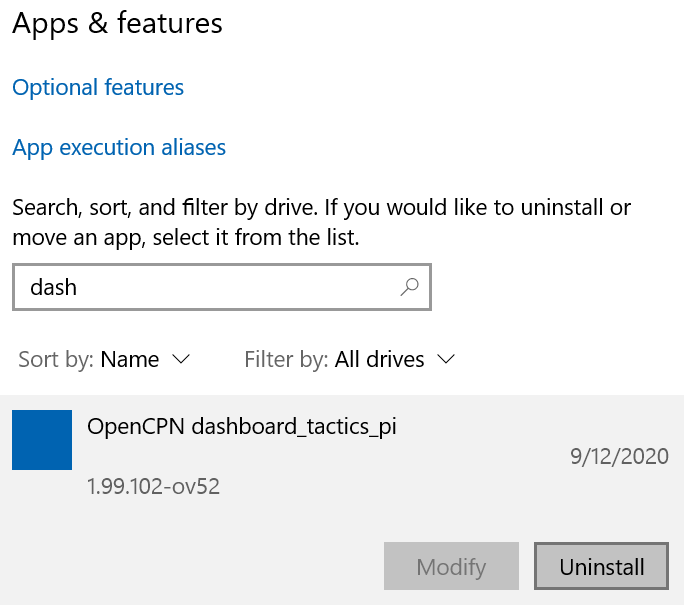 Apps & features
Optional features
App execution aliases
Search, sort, and filter by drive. If you would like to uninstall or
move an app, select it from the list.
dash
Sort by: Name Filter by: All drives
OpenCPN dashboard_tactics_pi
9/12/2020
1.99.102-ov52
Modify Uninstall